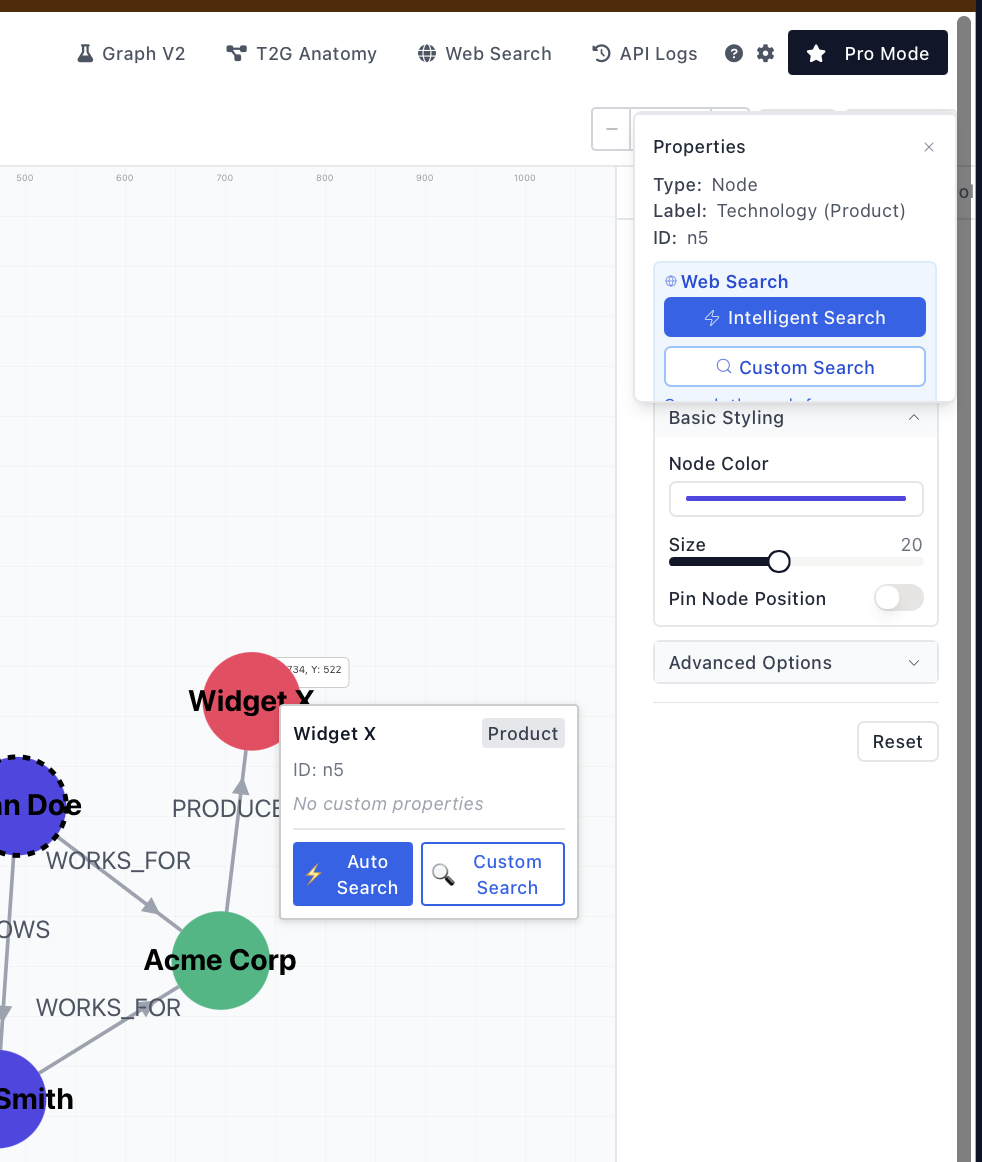 Graph V2
T2G Anatomy
Web Search
API Logs
Pro Mode
Properties
Type: Node
Label: Technology (Product)
ID: n5
Web Search
Intelligent Search
Custom Search
500 600 700 800 900 1000
Basic Styling
Node Color
Size 20
Pin Node Position
Advanced Options
Reset
734, Y: 522
Widget X
Widget X Product
ID: n5
No custom properties
Auto Search
Custom Search
PRODUCE
n Doe
WORKS_FOR
OWS
Acme Corp
WORKS_FOR
Smith